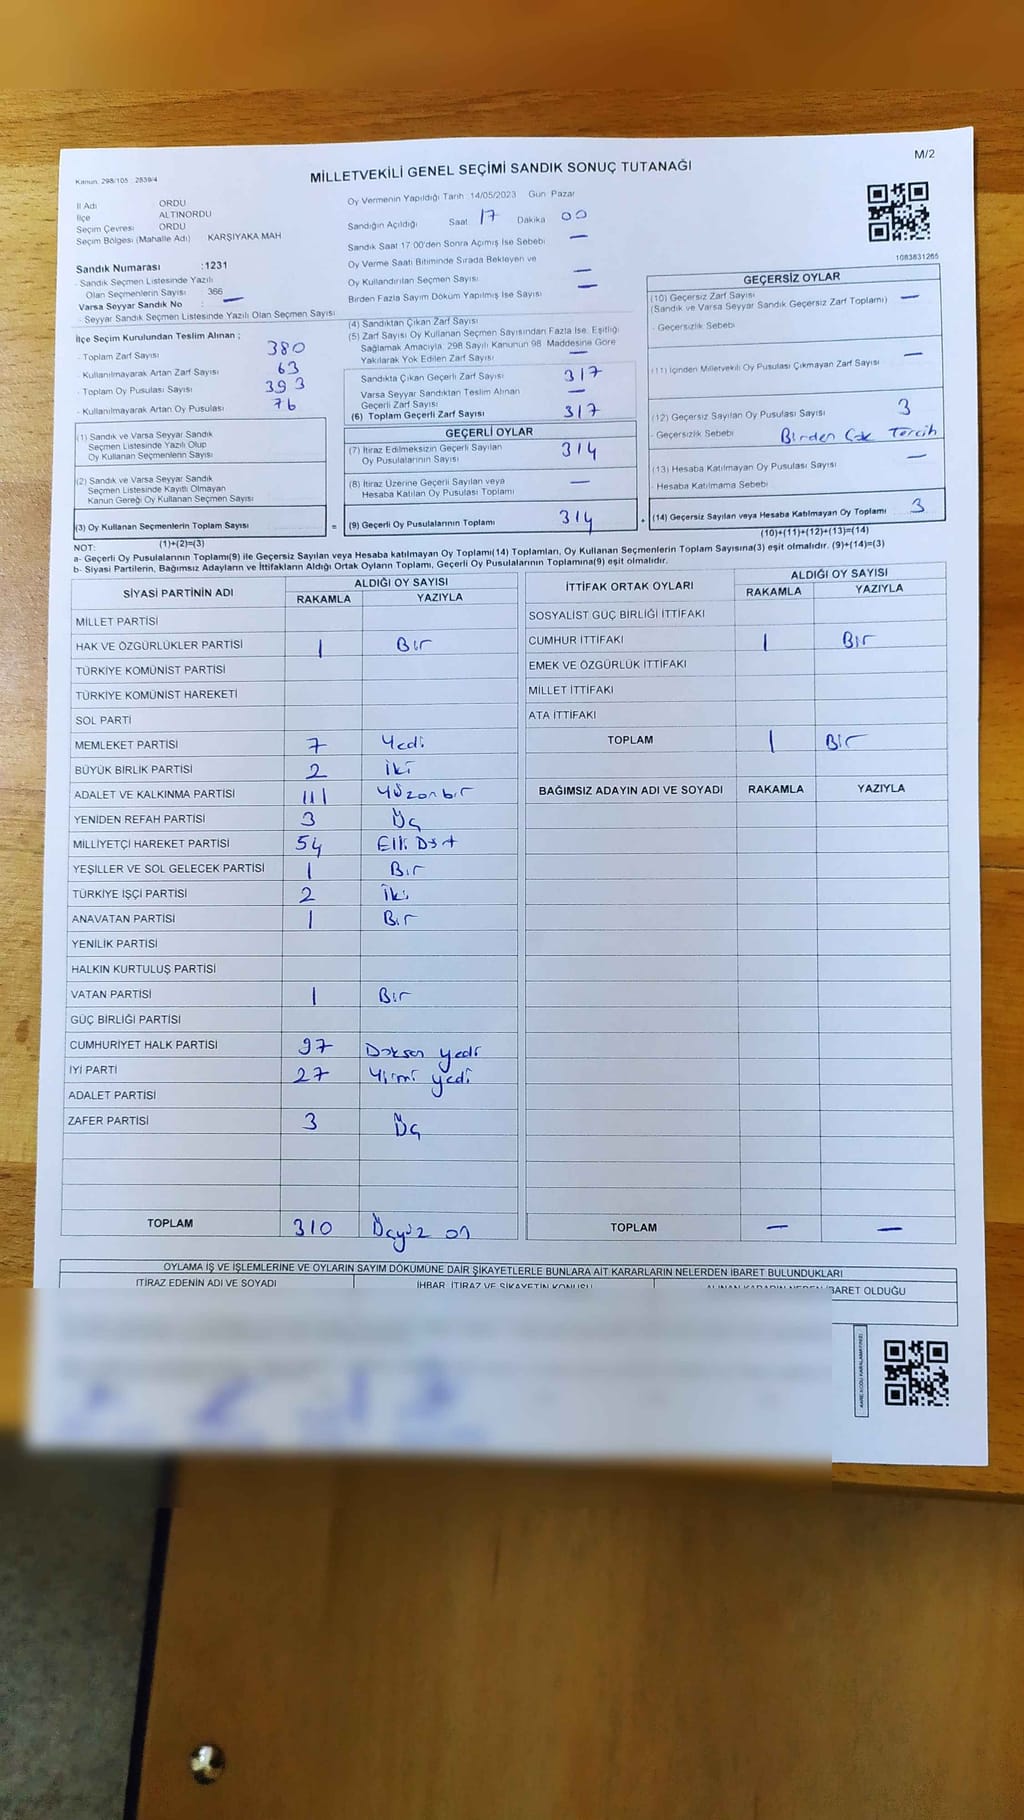 M/2
Kanun: 298/105 : 2839/4
MİLLETVEKİLİ GENEL SEÇİMİ SANDIK SONUÇ TUTANAĞI
İl Adı ORDU
İlçe ALTINORDU
Seçim Çevresi ORDU
Seçim Bölgesi (Mahalle Adı) KARŞIYAKA MAH
Sandık Numarası :1231
- Sandık Seçmen Listesinde Yazılı
Olan Seçmenlerin Sayısı : 366
Varsa Seyyar Sandık No : —
- Seyyar Sandık Seçmen Listesinde Yazılı Olan Seçmen Sayısı
İlçe Seçim Kurulundan Teslim Alınan ;
- Toplam Zarf Sayısı 380
- Kullanılmayarak Artan Zarf Sayısı 63
- Toplam Oy Pusulası Sayısı 393
- Kullanılmayarak Artan Oy Pusulası 76
(1) Sandık ve Varsa Seyyar Sandık
Seçmen Listesinde Yazılı Olup
Oy Kullanan Seçmenlerin Sayısı
(2) Sandık ve Varsa Seyyar Sandık
Seçmen Listesinde Kayıtlı Olmayan
Kanun Gereği Oy Kullanan Seçmen Sayısı
(3) Oy Kullanan Seçmenlerin Toplam Sayısı
(1)+(2)=(3)
Oy Vermenin Yapıldığı Tarih :14/05/2023 Gün Pazar
Sandığın Açıldığı Saat 17 Dakika 00
Sandık Saat 17:00'den Sonra Açımış İse Sebebi —
Oy Verme Saati Bitiminde Sırada Bekleyen ve
Oy Kullandırılan Seçmen Sayısı —
Birden Fazla Sayım Döküm Yapılmış İse Sayısı —
(4) Sandıktan Çıkan Zarf Sayısı
(5) Zarf Sayısı Oy Kullanan Seçmen Sayısından Fazla İse, Eşitliği
Sağlamak Amacıyla, 298 Sayılı Kanunun 98. Maddesine Göre
Yakılarak Yok Edilen Zarf Sayısı —
Sandıkta Çıkan Geçerli Zarf Sayısı 317
Varsa Seyyar Sandıktan Teslim Alınan
Geçerli Zarf Sayısı —
(6) Toplam Geçerli Zarf Sayısı 317
GEÇERLİ OYLAR
(7) İtiraz Edilmeksizin Geçerli Sayılan
Oy Pusulalarının Sayısı 314
(8) İtiraz Üzerine Geçerli Sayılan veya
Hesaba Katılan Oy Pusulası Toplamı —
= (9) Geçerli Oy Pusulalarının Toplamı 314 +
1083831265
GEÇERSİZ OYLAR
(10) Geçersiz Zarf Sayısı —
(Sandık ve Varsa Seyyar Sandık Geçersiz Zarf Toplamı)
- Geçersizlik Sebebi
(11) İçinden Milletvekili Oy Pusulası Çıkmayan Zarf Sayısı —
(12) Geçersiz Sayılan Oy Pusulası Sayısı 3
- Geçersizlik Sebebi Birden Çok Tercih
(13) Hesaba Katılmayan Oy Pusulası Sayısı —
- Hesaba Katılmama Sebebi
(14) Geçersiz Sayılan veya Hesaba Katılmayan Oy Toplamı 3
(10)+(11)+(12)+(13)=(14)
NOT:
a- Geçerli Oy Pusulalarının Toplamı(9) ile Geçersiz Sayılan veya Hesaba katılmayan Oy Toplamı(14) Toplamları, Oy Kullanan Seçmenlerin Toplam Sayısına(3) eşit olmalıdır. (9)+(14)=(3)
b- Siyasi Partilerin, Bağımsız Adayların ve İttifakların Aldığı Ortak Oyların Toplamı, Geçerli Oy Pusulalarının Toplamına(9) eşit olmalıdır.
SİYASİ PARTİNİN ADI ALDIĞI OY SAYISI
RAKAMLA YAZIYLA
MİLLET PARTİSİ
HAK VE ÖZGÜRLÜKLER PARTİSİ 1 Bir
TÜRKİYE KOMÜNİST PARTİSİ
TÜRKİYE KOMÜNİST HAREKETİ
SOL PARTİ
MEMLEKET PARTİSİ 7 Yedi
BÜYÜK BİRLİK PARTİSİ 2 İki
ADALET VE KALKINMA PARTİSİ 111 Yüzonbir
YENİDEN REFAH PARTİSİ 3 Üç
MİLLİYETÇİ HAREKET PARTİSİ 54 Elli Dört
YEŞİLLER VE SOL GELECEK PARTİSİ 1 Bir
TÜRKİYE İŞÇİ PARTİSİ 2 İki
ANAVATAN PARTİSİ 1 Bir
YENİLİK PARTİSİ
HALKIN KURTULUŞ PARTİSİ
VATAN PARTİSİ 1 Bir
GÜÇ BİRLİĞİ PARTİSİ
CUMHURİYET HALK PARTİSİ 97 Doksan yedi
İYİ PARTİ 27 Yirmi yedi
ADALET PARTİSİ
ZAFER PARTİSİ 3 Üç
TOPLAM 310 Üçyüz on
İTTİFAK ORTAK OYLARI ALDIĞI OY SAYISI
RAKAMLA YAZIYLA
SOSYALİST GÜÇ BİRLİĞİ İTTİFAKI
CUMHUR İTTİFAKI 1 Bir
EMEK VE ÖZGÜRLÜK İTTİFAKI
MİLLET İTTİFAKI
ATA İTTİFAKI
TOPLAM 1 Bir
BAĞIMSIZ ADAYIN ADI VE SOYADI RAKAMLA YAZIYLA
TOPLAM — —
OYLAMA İŞ VE İŞLEMLERİNE VE OYLARIN SAYIM DÖKÜMÜNE DAİR ŞİKAYETLERLE BUNLARA AİT KARARLARIN NELERDEN İBARET BULUNDUKLARI
İTİRAZ EDENİN ADI VE SOYADI İHBAR, İTİRAZ VE ŞİKAYETİN KONUSU ALINAN KARARIN NEDEN İBARET OLDUĞU